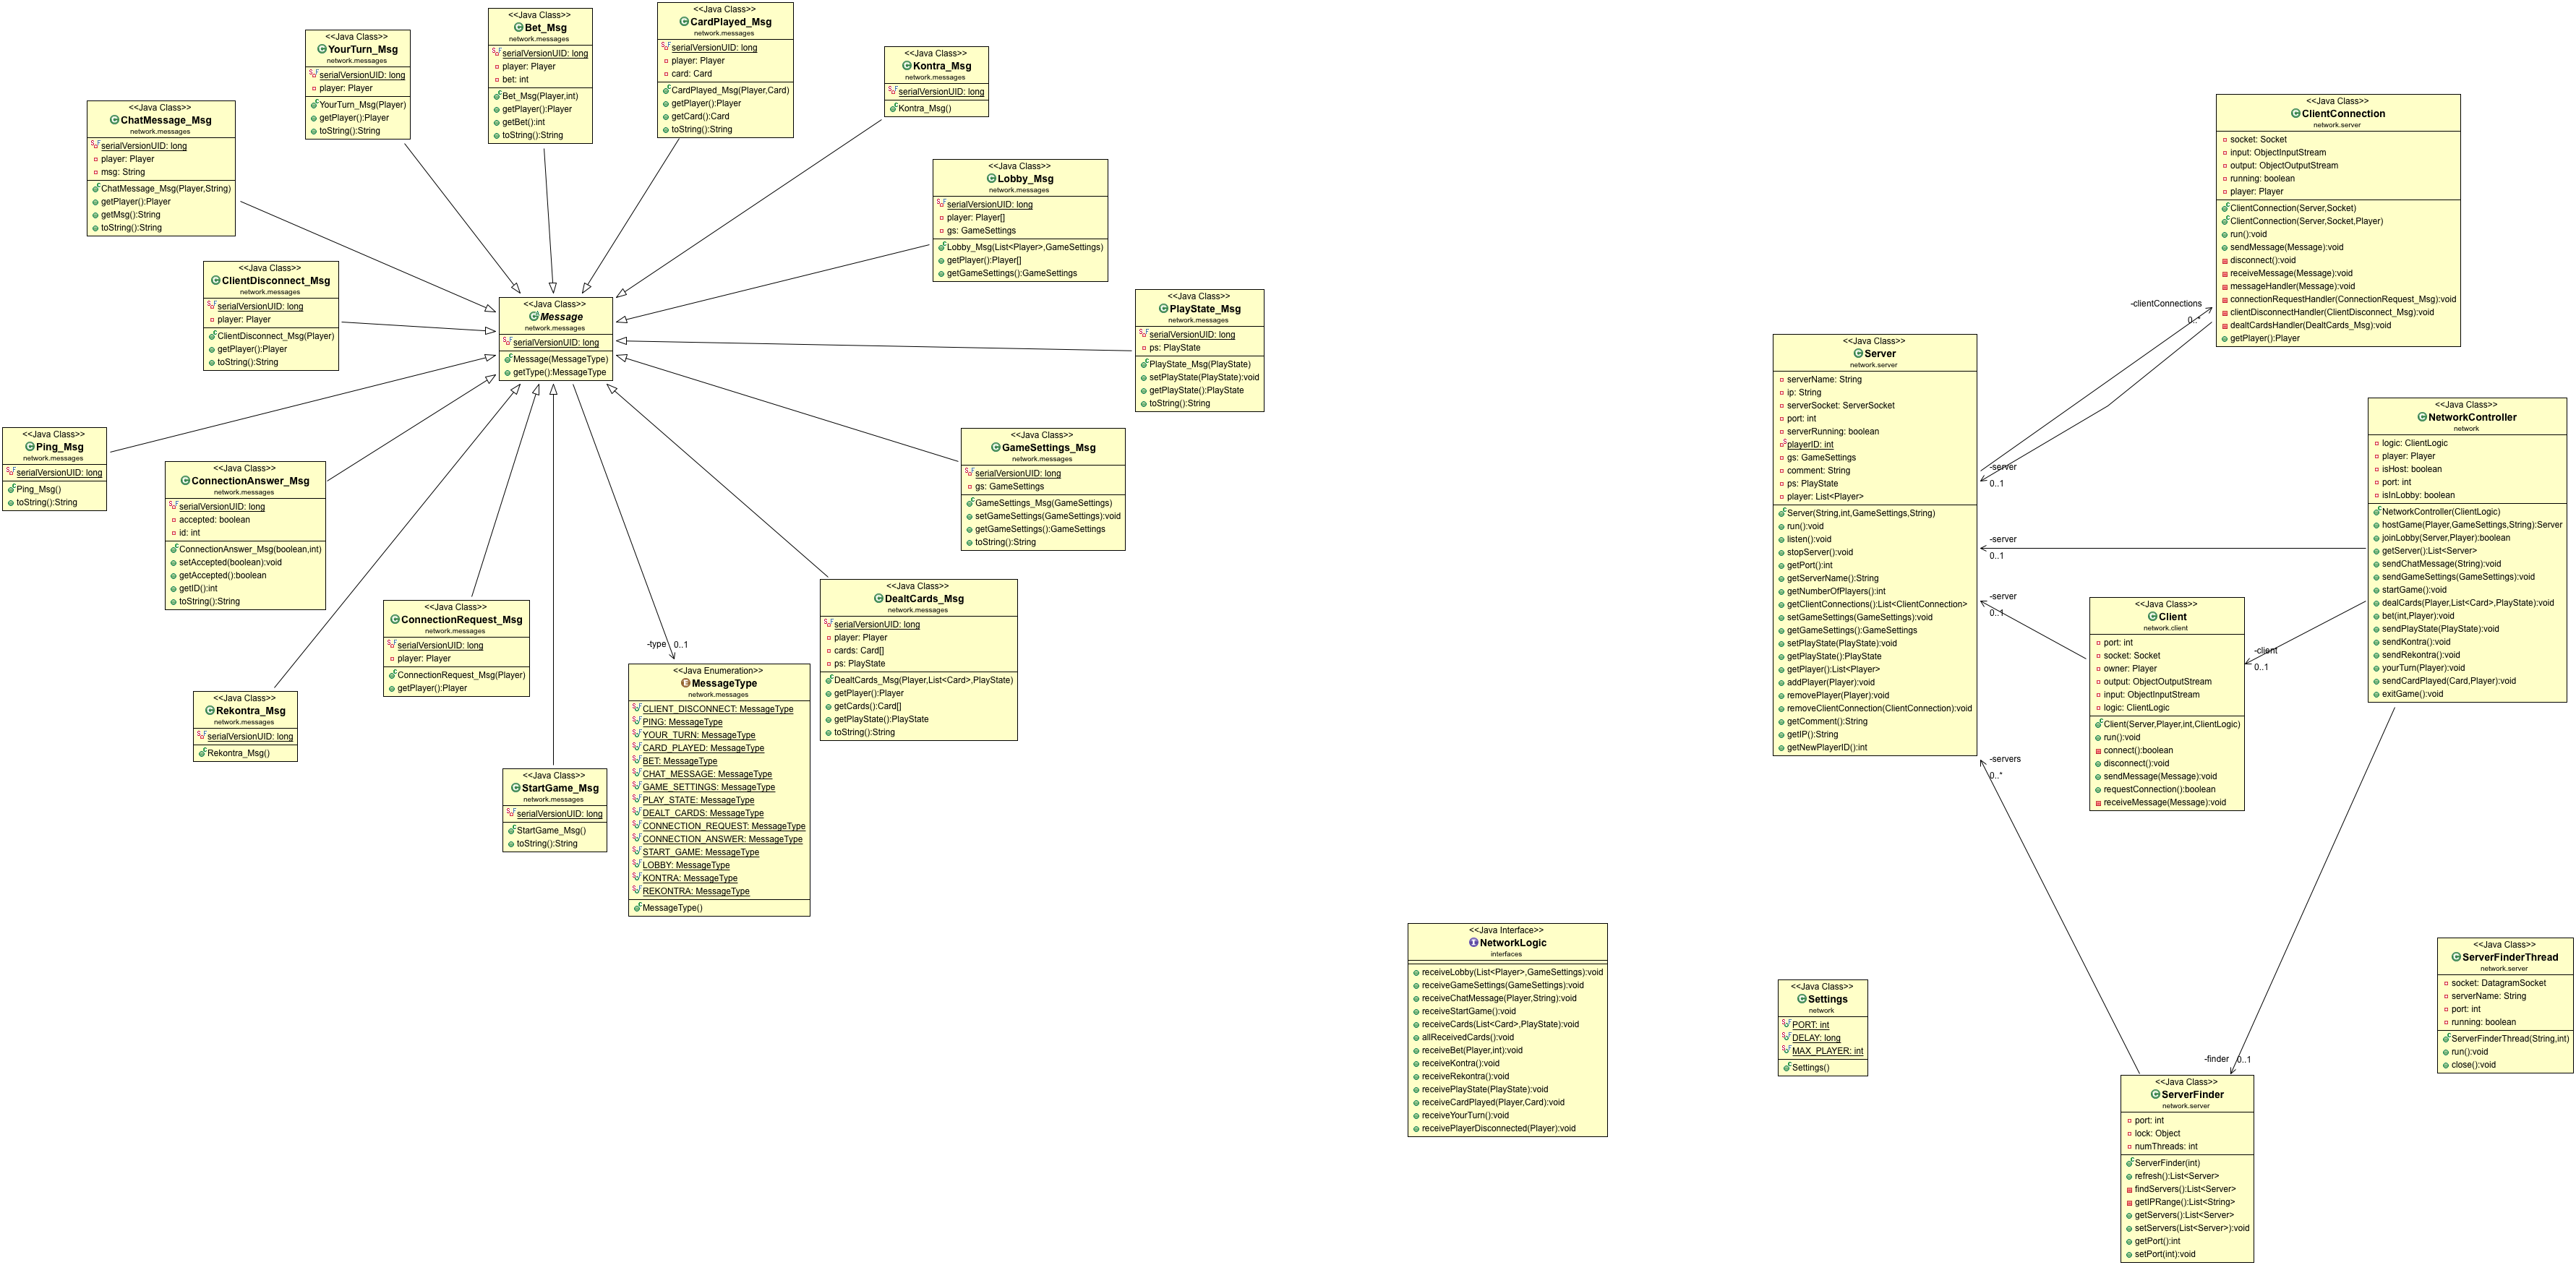 <<Java Class>>
YourTurn_Msg
network.messages
serialVersionUID: long
player: Player
YourTurn_Msg(Player)
getPlayer():Player
toString():String
<<Java Class>>
Bet_Msg
network.messages
serialVersionUID: long
player: Player
bet: int
Bet_Msg(Player,int)
getPlayer():Player
getBet():int
toString():String
<<Java Class>>
CardPlayed_Msg
network.messages
serialVersionUID: long
player: Player
card: Card
CardPlayed_Msg(Player,Card)
getPlayer():Player
getCard():Card
toString():String
<<Java Class>>
Kontra_Msg
network.messages
serialVersionUID: long
Kontra_Msg()
<<Java Class>>
ChatMessage_Msg
network.messages
serialVersionUID: long
player: Player
msg: String
ChatMessage_Msg(Player,String)
getPlayer():Player
getMsg():String
toString():String
<<Java Class>>
Lobby_Msg
network.messages
serialVersionUID: long
player: Player[]
gs: GameSettings
Lobby_Msg(List<Player>,GameSettings)
getPlayer():Player[]
getGameSettings():GameSettings
<<Java Class>>
ClientDisconnect_Msg
network.messages
serialVersionUID: long
player: Player
ClientDisconnect_Msg(Player)
getPlayer():Player
toString():String
<<Java Class>>
Message
network.messages
serialVersionUID: long
Message(MessageType)
getType():MessageType
<<Java Class>>
PlayState_Msg
network.messages
serialVersionUID: long
ps: PlayState
PlayState_Msg(PlayState)
setPlayState(PlayState):void
getPlayState():PlayState
toString():String
<<Java Class>>
Ping_Msg
network.messages
serialVersionUID: long
Ping_Msg()
toString():String
<<Java Class>>
ConnectionAnswer_Msg
network.messages
serialVersionUID: long
accepted: boolean
id: int
ConnectionAnswer_Msg(boolean,int)
setAccepted(boolean):void
getAccepted():boolean
getID():int
toString():String
<<Java Class>>
GameSettings_Msg
network.messages
serialVersionUID: long
gs: GameSettings
GameSettings_Msg(GameSettings)
setGameSettings(GameSettings):void
getGameSettings():GameSettings
toString():String
<<Java Class>>
ConnectionRequest_Msg
network.messages
serialVersionUID: long
player: Player
ConnectionRequest_Msg(Player)
getPlayer():Player
<<Java Class>>
DealtCards_Msg
network.messages
serialVersionUID: long
player: Player
cards: Card[]
ps: PlayState
DealtCards_Msg(Player,List<Card>,PlayState)
getPlayer():Player
getCards():Card[]
getPlayState():PlayState
toString():String
<<Java Class>>
Rekontra_Msg
network.messages
serialVersionUID: long
Rekontra_Msg()
<<Java Class>>
StartGame_Msg
network.messages
serialVersionUID: long
StartGame_Msg()
toString():String
-type
0..1
<<Java Enumeration>>
MessageType
network.messages
CLIENT_DISCONNECT: MessageType
PING: MessageType
YOUR_TURN: MessageType
CARD_PLAYED: MessageType
BET: MessageType
CHAT_MESSAGE: MessageType
GAME_SETTINGS: MessageType
PLAY_STATE: MessageType
DEALT_CARDS: MessageType
CONNECTION_REQUEST: MessageType
CONNECTION_ANSWER: MessageType
START_GAME: MessageType
LOBBY: MessageType
KONTRA: MessageType
REKONTRA: MessageType
MessageType()
<<Java Class>>
ClientConnection
network.server
socket: Socket
input: ObjectInputStream
output: ObjectOutputStream
running: boolean
player: Player
ClientConnection(Server,Socket)
ClientConnection(Server,Socket,Player)
run():void
sendMessage(Message):void
disconnect():void
receiveMessage(Message):void
messageHandler(Message):void
connectionRequestHandler(ConnectionRequest_Msg):void
clientDisconnectHandler(ClientDisconnect_Msg):void
dealtCardsHandler(DealtCards_Msg):void
getPlayer():Player
-clientConnections
0..*
<<Java Class>>
Server
network.server
serverName: String
ip: String
serverSocket: ServerSocket
port: int
serverRunning: boolean
playerID: int
gs: GameSettings
comment: String
ps: PlayState
player: List<Player>
Server(String,int,GameSettings,String)
run():void
listen():void
stopServer():void
getPort():int
getServerName():String
getNumberOfPlayers():int
getClientConnections():List<ClientConnection>
setGameSettings(GameSettings):void
getGameSettings():GameSettings
setPlayState(PlayState):void
getPlayState():PlayState
getPlayer():List<Player>
addPlayer(Player):void
removePlayer(Player):void
removeClientConnection(ClientConnection):void
getComment():String
getIP():String
getNewPlayerID():int
-server
0..1
-server
0..1
-server
0..1
-servers
0..*
<<Java Class>>
NetworkController
network
logic: ClientLogic
player: Player
isHost: boolean
port: int
isInLobby: boolean
NetworkController(ClientLogic)
hostGame(Player,GameSettings,String):Server
joinLobby(Server,Player):boolean
getServer():List<Server>
sendChatMessage(String):void
sendGameSettings(GameSettings):void
startGame():void
dealCards(Player,List<Card>,PlayState):void
bet(int,Player):void
sendPlayState(PlayState):void
sendKontra():void
sendRekontra():void
yourTurn(Player):void
sendCardPlayed(Card,Player):void
exitGame():void
<<Java Class>>
Client
network.client
port: int
socket: Socket
owner: Player
output: ObjectOutputStream
input: ObjectInputStream
logic: ClientLogic
Client(Server,Player,int,ClientLogic)
run():void
connect():boolean
disconnect():void
sendMessage(Message):void
requestConnection():boolean
receiveMessage(Message):void
-client
0..1
<<Java Interface>>
NetworkLogic
interfaces
receiveLobby(List<Player>,GameSettings):void
receiveGameSettings(GameSettings):void
receiveChatMessage(Player,String):void
receiveStartGame():void
receiveCards(List<Card>,PlayState):void
allReceivedCards():void
receiveBet(Player,int):void
receiveKontra():void
receiveRekontra():void
receivePlayState(PlayState):void
receiveCardPlayed(Player,Card):void
receiveYourTurn():void
receivePlayerDisconnected(Player):void
<<Java Class>>
Settings
network
PORT: int
DELAY: long
MAX_PLAYER: int
Settings()
<<Java Class>>
ServerFinderThread
network.server
socket: DatagramSocket
serverName: String
port: int
running: boolean
ServerFinderThread(String,int)
run():void
close():void
-finder
0..1
<<Java Class>>
ServerFinder
network.server
port: int
lock: Object
numThreads: int
ServerFinder(int)
refresh():List<Server>
findServers():List<Server>
getIPRange():List<String>
getServers():List<Server>
setServers(List<Server>):void
getPort():int
setPort(int):void